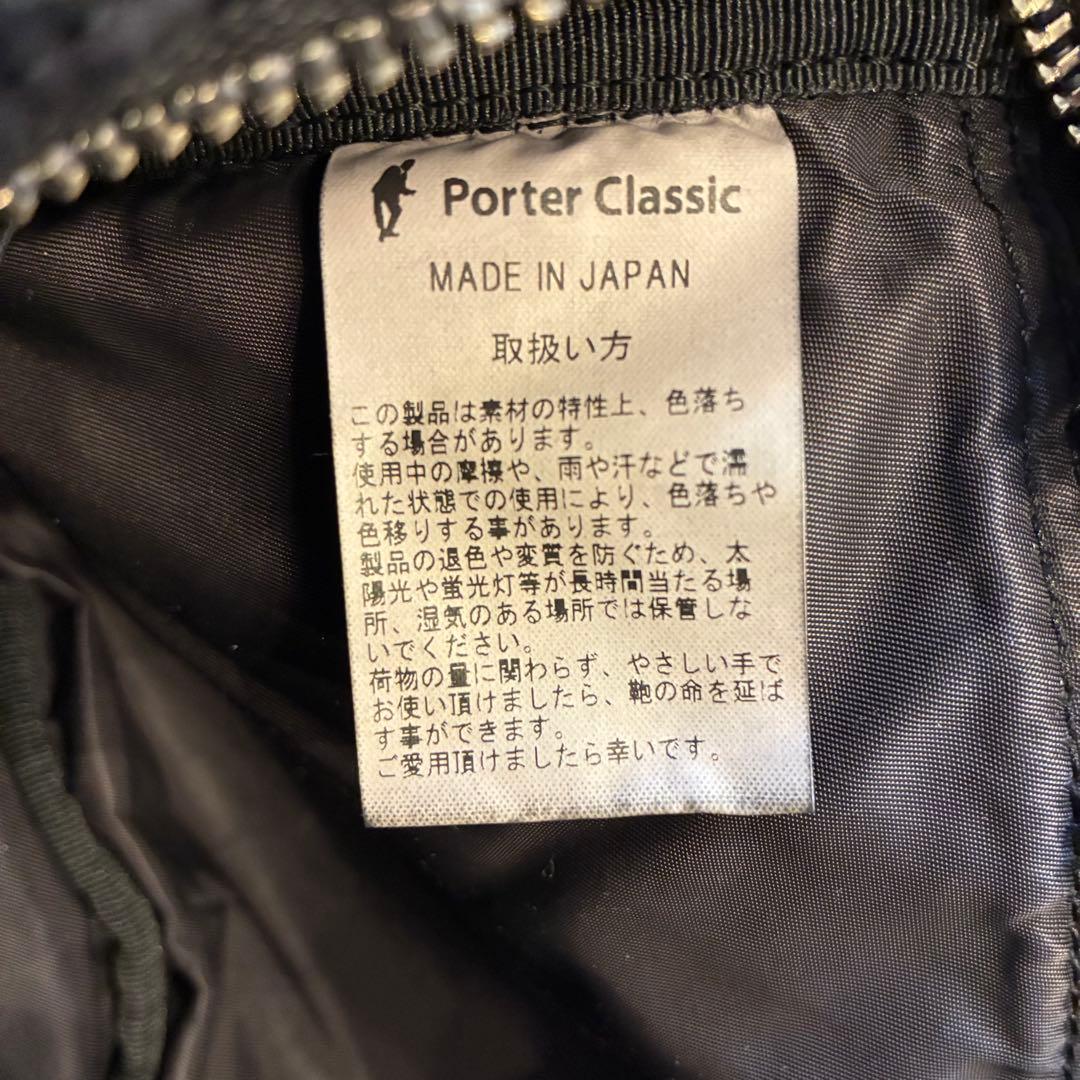 Porter Classic
MADE IN JAPAN
取扱い方
この製品は素材の特性上、色落ち
する場合があります。
使用中の摩擦や、雨や汗などで濡
れた状態での使用により、色落ちや
色移りする事があります。
製品の退色や変質を防ぐため、太
陽光や蛍光灯等が長時間当たる場
所、湿気のある場所では保管しな
いでください。
荷物の量に関わらず、やさしい手で
お使い頂けましたら、鞄の命を延ば
す事ができます。
ご愛用頂けましたら幸いです。